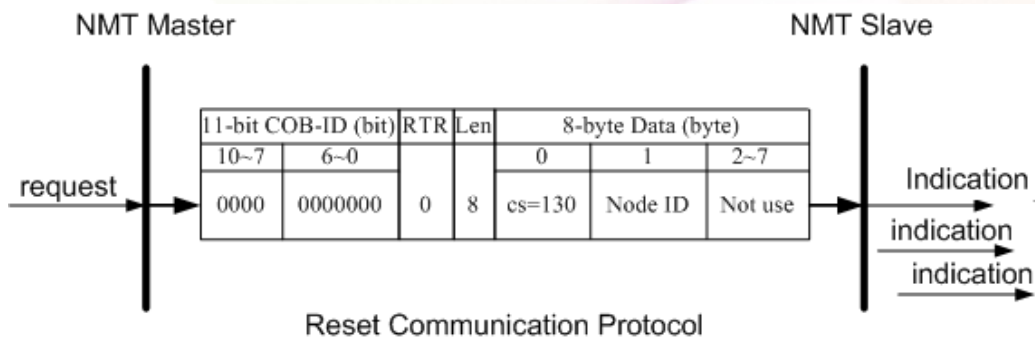 NMT Master
NMT Slave
11-bit COB-ID (bit) RTR Len 8-byte Data (byte)
10~7 6~0 0 1 2~7
request
0000 0000000 0 8 cs=130 Node ID Not use
Indication
indication
indication
Reset Communication Protocol